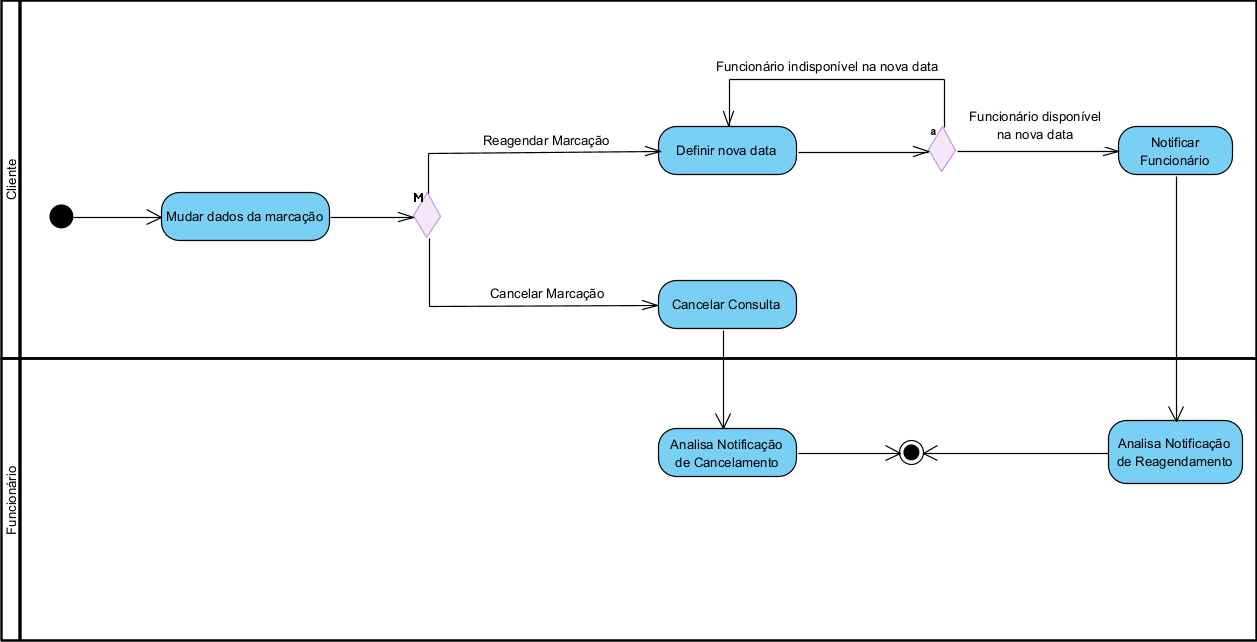 Cliente
Funcionário indisponível na nova data
Funcionário disponível
na nova data
a
Reagendar Marcação
Definir nova data
Notificar
Funcionário
M
Mudar dados da marcação
Cancelar Marcação
Cancelar Consulta
Funcionário
Analisa Notificação
de Cancelamento
Analisa Notificação
de Reagendamento